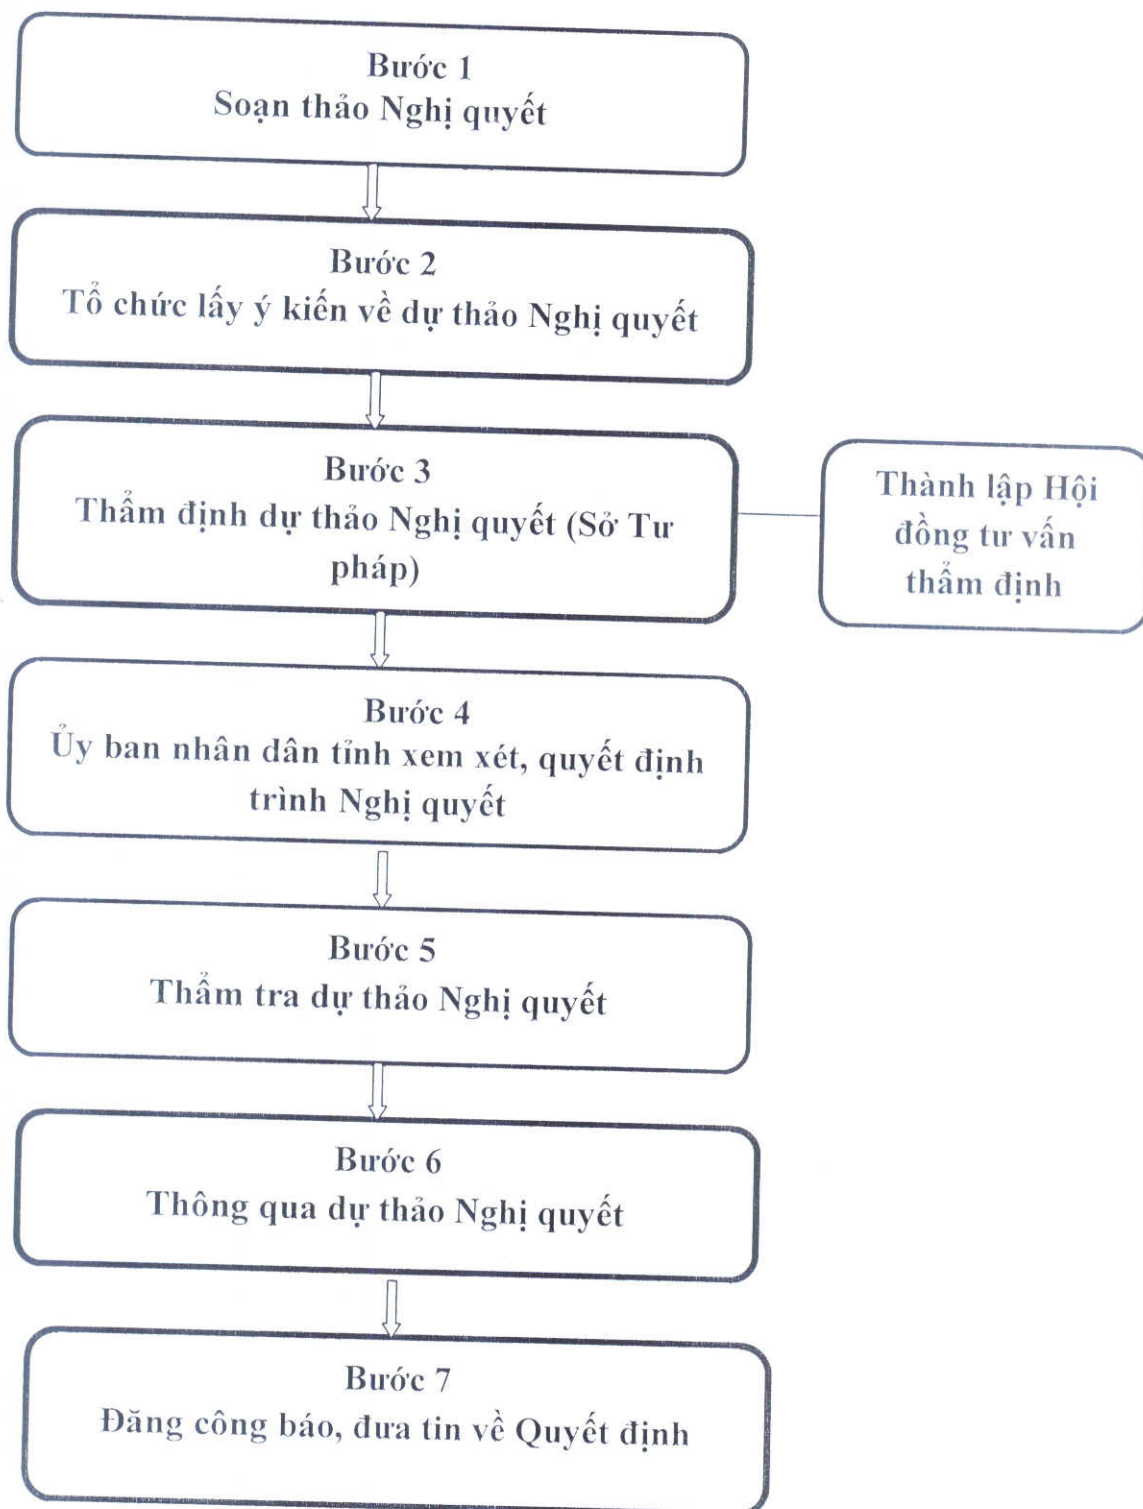 Bước 1
Soạn thảo Nghị quyết
Bước 2
Tổ chức lấy ý kiến về dự thảo Nghị quyết
Bước 3
Thẩm định dự thảo Nghị quyết (Sở Tư
pháp)
Thành lập Hội
đồng tư vấn
thẩm định
Bước 4
Ủy ban nhân dân tỉnh xem xét, quyết định
trình Nghị quyết
Bước 5
Thẩm tra dự thảo Nghị quyết
Bước 6
Thông qua dự thảo Nghị quyết
Bước 7
Đăng công báo, đưa tin về Quyết định